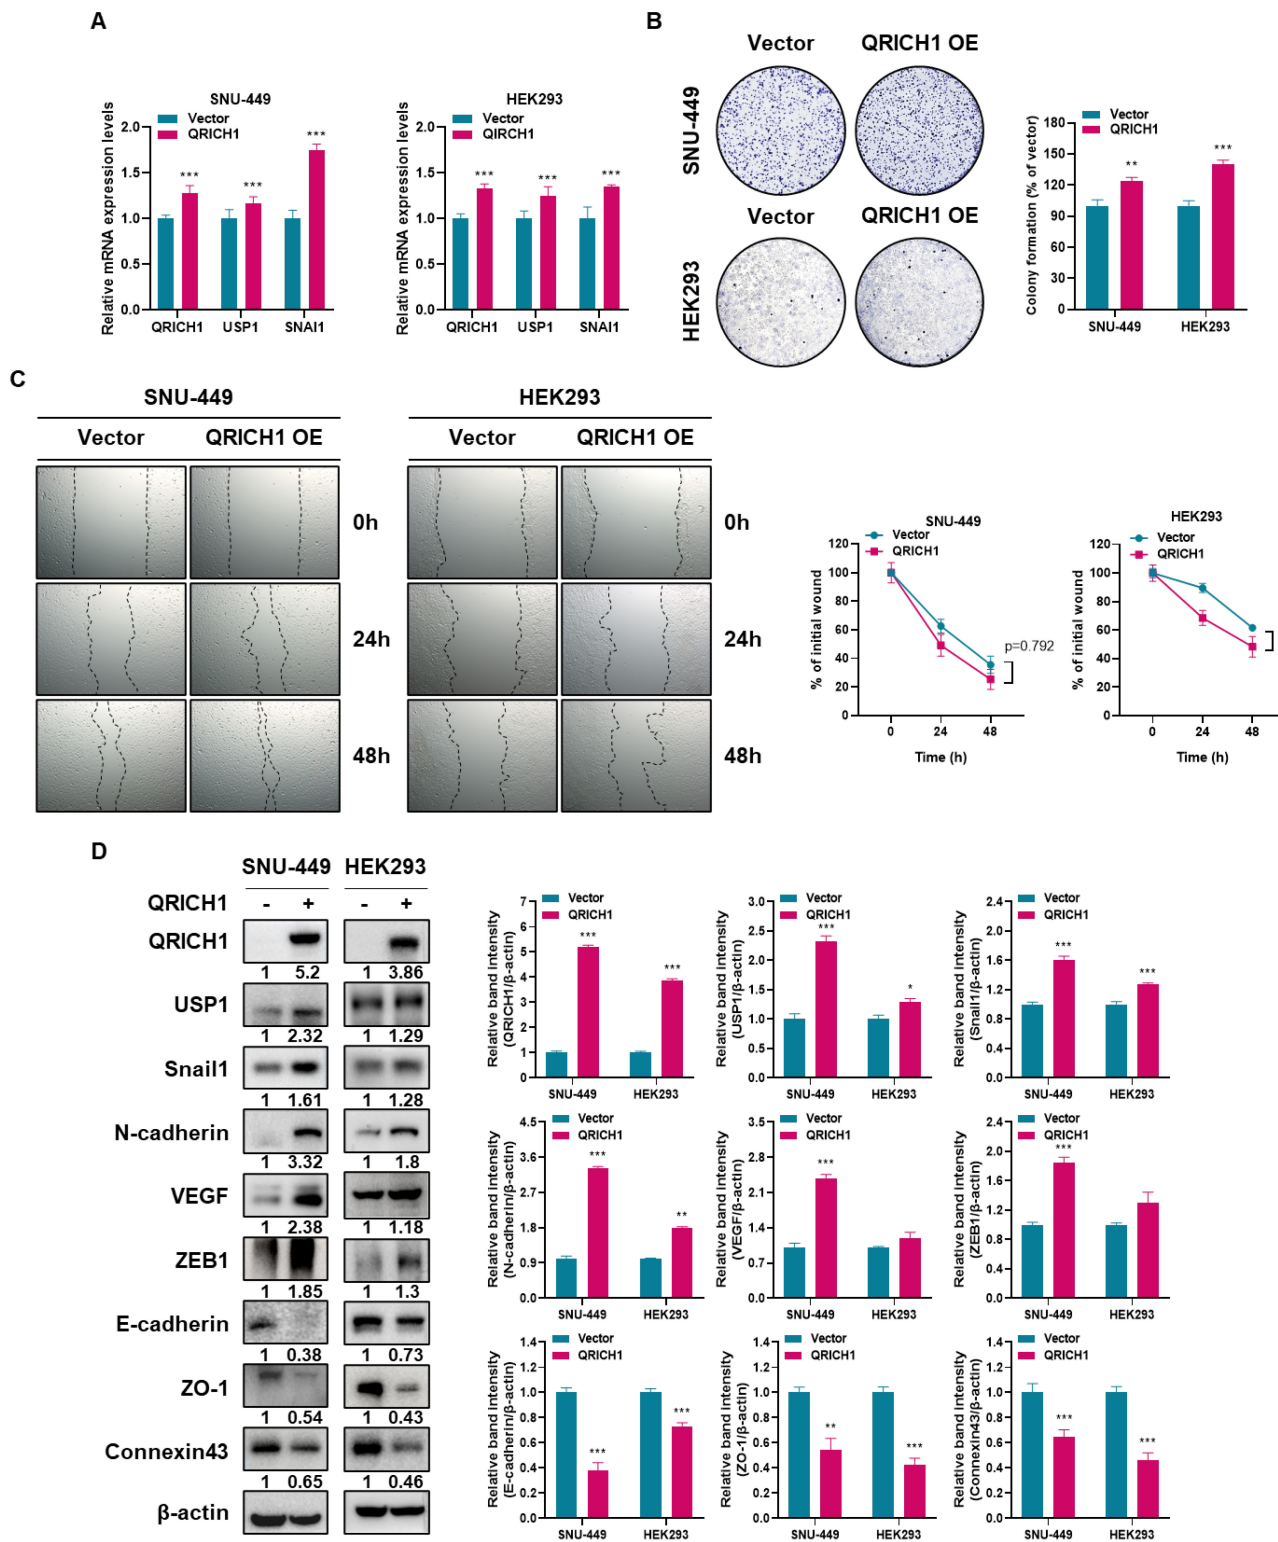 A
SNU-449
Vector
QRICH1
Relative mRNA expression levels
2.0
1.5
1.0
0.5
0.0
***
***
***
QRICH1
USP1
SNAI1
HEK293
Vector
QIRCH1
Relative mRNA expression levels
2.0
1.5
1.0
0.5
0.0
***
***
***
QRICH1
USP1
SNAI1
B
Vector
QRICH1 OE
SNU-449
Vector
QRICH1 OE
HEK293
Vector
QRICH1
Colony formation (% of vector)
180
150
120
90
60
30
0
**
***
SNU-449
HEK293
C
SNU-449
Vector
QRICH1 OE
0h
24h
48h
HEK293
Vector
QRICH1 OE
0h
24h
48h
SNU-449
Vector
QRICH1
% of initial wound
120
100
80
60
40
20
0
p=0.792
0
24
48
Time (h)
HEK293
Vector
QRICH1
% of initial wound
120
100
80
60
40
20
0
0
24
48
Time (h)
D
SNU-449
HEK293
QRICH1
-
+
-
+
QRICH1
1
5.2
1
3.86
USP1
1
2.32
1
1.29
Snail1
1
1.61
1
1.28
N-cadherin
1
3.32
1
1.8
VEGF
1
2.38
1
1.18
ZEB1
1
1.85
1
1.3
E-cadherin
1
0.38
1
0.73
ZO-1
1
0.54
1
0.43
Connexin43
1
0.65
1
0.46
β-actin
Vector
QRICH1
Relative band intensity
(QRICH1/β-actin)
7
6
5
4
3
2
1
0
***
***
SNU-449
HEK293
Vector
QRICH1
Relative band intensity
(USP1/β-actin)
3.0
2.5
2.0
1.5
1.0
0.5
0.0
***
*
SNU-449
HEK293
Vector
QRICH1
Relative band intensity
(Snail1/β-actin)
2.4
2.0
1.6
1.2
0.8
0.4
0.0
***
***
SNU-449
HEK293
Vector
QRICH1
Relative band intensity
(N-cadherin/β-actin)
4.5
3.6
2.7
1.8
0.9
0.0
***
**
SNU-449
HEK293
Vector
QRICH1
Relative band intensity
(VEGF/β-actin)
3.5
2.8
2.1
1.4
0.7
0.0
***
SNU-449
HEK293
Vector
QRICH1
Relative band intensity
(ZEB1/β-actin)
2.4
2.0
1.6
1.2
0.8
0.4
0.0
***
SNU-449
HEK293
Vector
QRICH1
Relative band intensity
(E-cadherin/β-actin)
1.4
1.2
1.0
0.8
0.6
0.4
0.2
0.0
***
***
SNU-449
HEK293
Vector
QRICH1
Relative band intensity
(ZO-1/β-actin)
1.4
1.2
1.0
0.8
0.6
0.4
0.2
0.0
**
***
SNU-449
HEK293
Vector
QRICH1
Relative band intensity
(Connexin43/β-actin)
1.4
1.2
1.0
0.8
0.6
0.4
0.2
0.0
***
***
SNU-449
HEK293